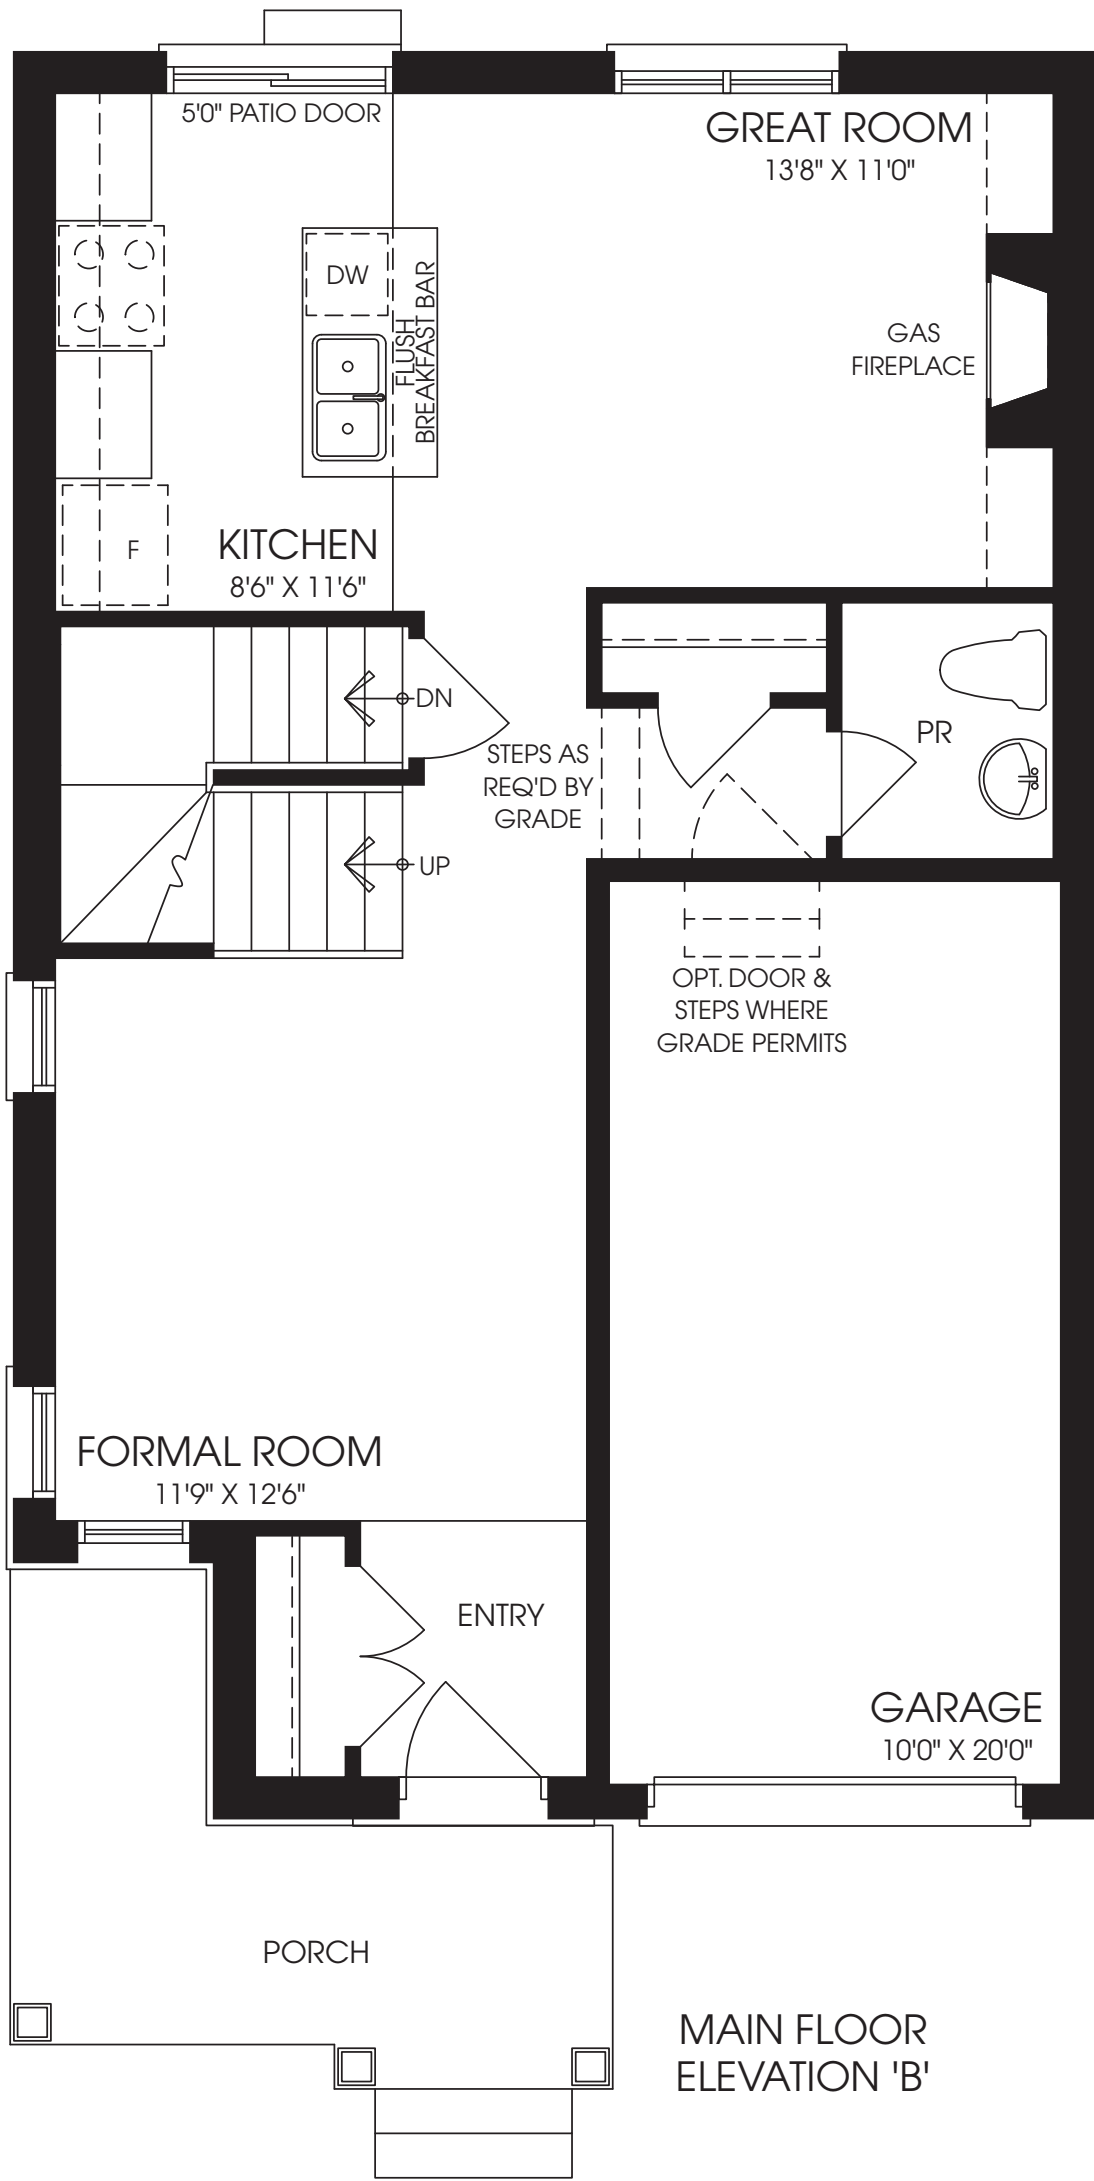 5'0" PATIO DOOR
GREAT ROOM
13'8" X 11'0"
DW
FLUSH
BREAKFAST BAR
GAS
FIREPLACE
F
KITCHEN
8'6" X 11'6"
DN
STEPS AS
REQ'D BY
GRADE
PR
UP
OPT. DOOR &
STEPS WHERE
GRADE PERMITS
FORMAL ROOM
11'9" X 12'6"
ENTRY
GARAGE
10'0" X 20'0"
PORCH
MAIN FLOOR
ELEVATION 'B'